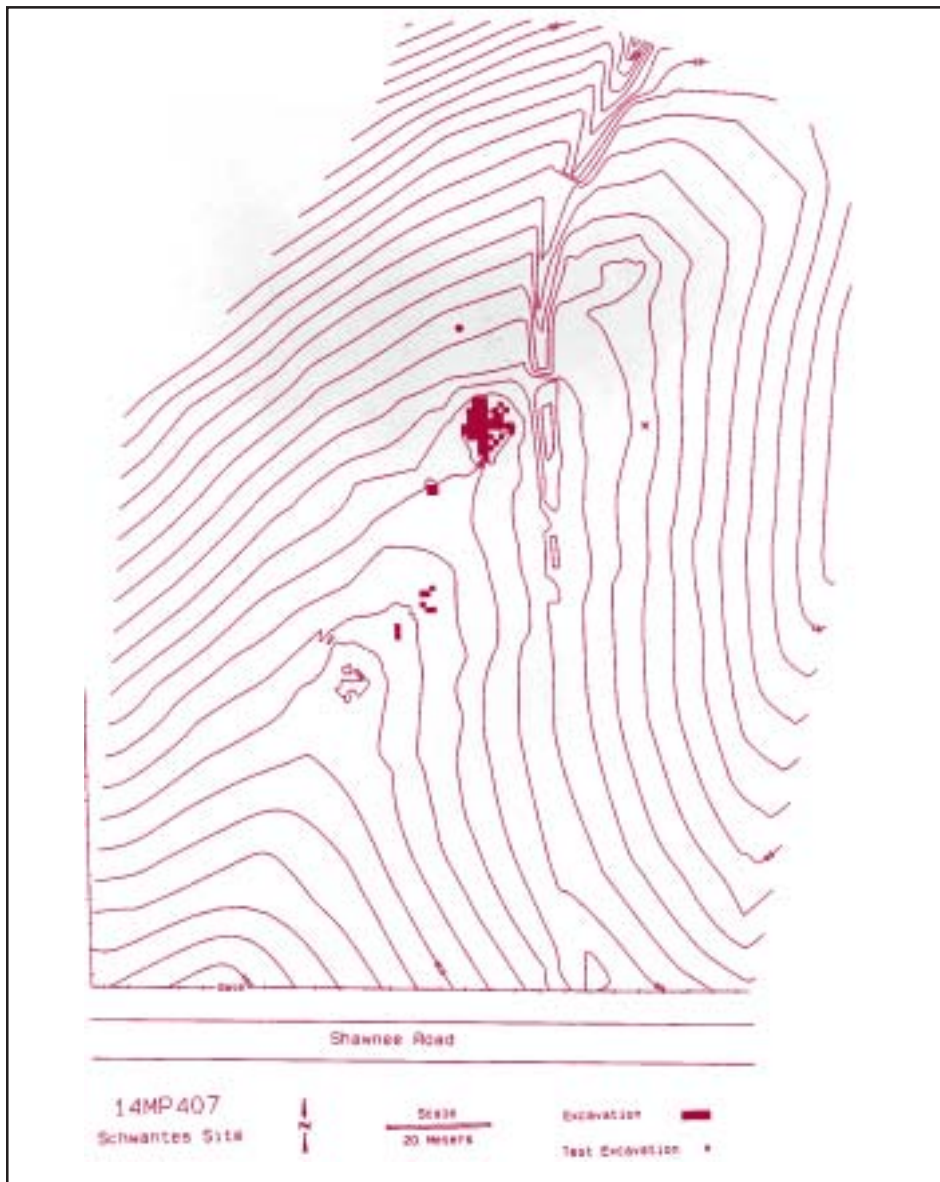 Shawnee Road
14MP407
Schwantes Site
N
Scale
20 Meters
Excavation
Test Excavation